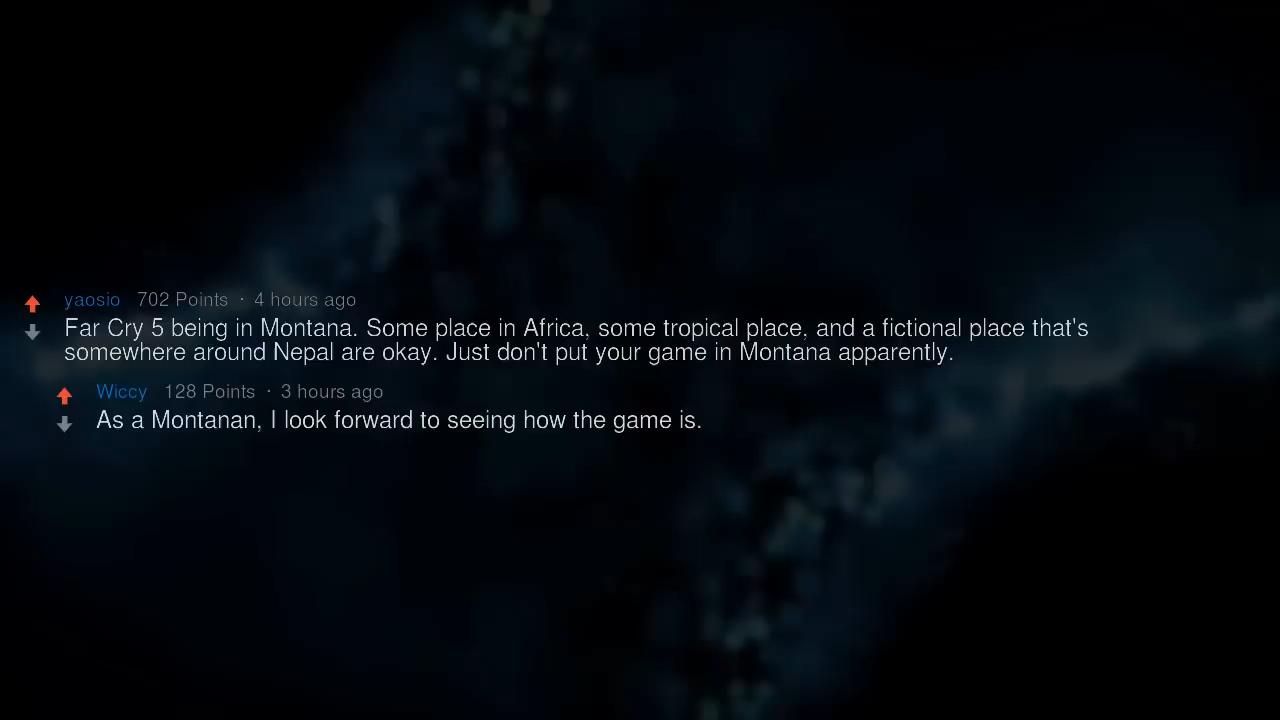 yaosio 702 Points · 4 hours ago
Far Cry 5 being in Montana. Some place in Africa, some tropical place, and a fictional place that's
somewhere around Nepal are okay. Just don't put your game in Montana apparently.
Wiccy 128 Points · 3 hours ago
As a Montanan, I look forward to seeing how the game is.